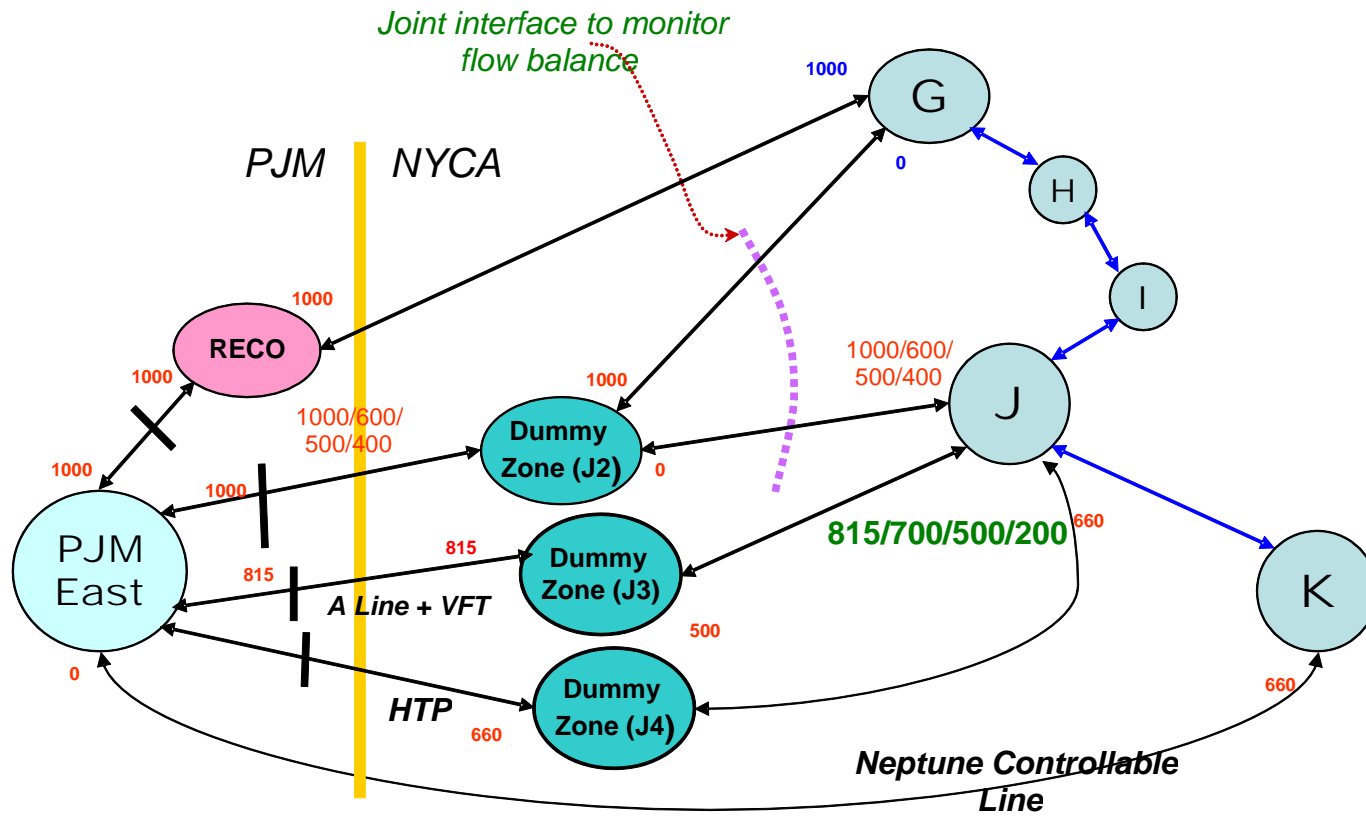 Joint interface to monitor
flow balance
1000
G
0
PJM
NYCA
H
I
1000
RECO
1000
1000/600/
500/400
1000
1000/600/
500/400
J
Dummy
Zone (J2)
0
1000
1000
PJM
East
815
815
A Line + VFT
Dummy
Zone (J3)
500
815/700/500/200
660
K
0
HTP
660
Dummy
Zone (J4)
660
Neptune Controllable
Line